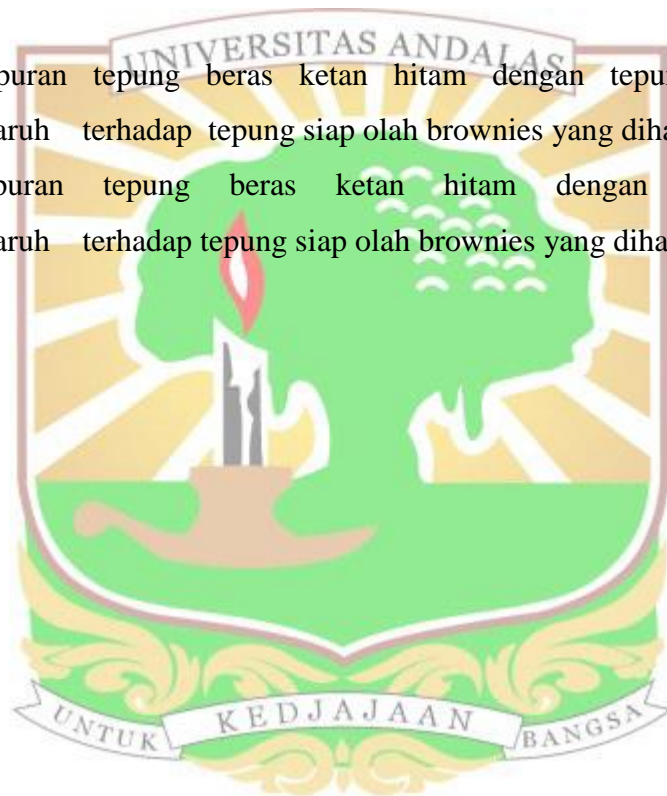 UNIVERSITAS ANDALAS
puran tepung beras ketan hitam dengan tepun
aruh terhadap tepung siap olah brownies yang diha
puran tepung beras ketan hitam dengan
aruh terhadap tepung siap olah brownies yang diha
UNTUK KEDJAJAAN BANGSA